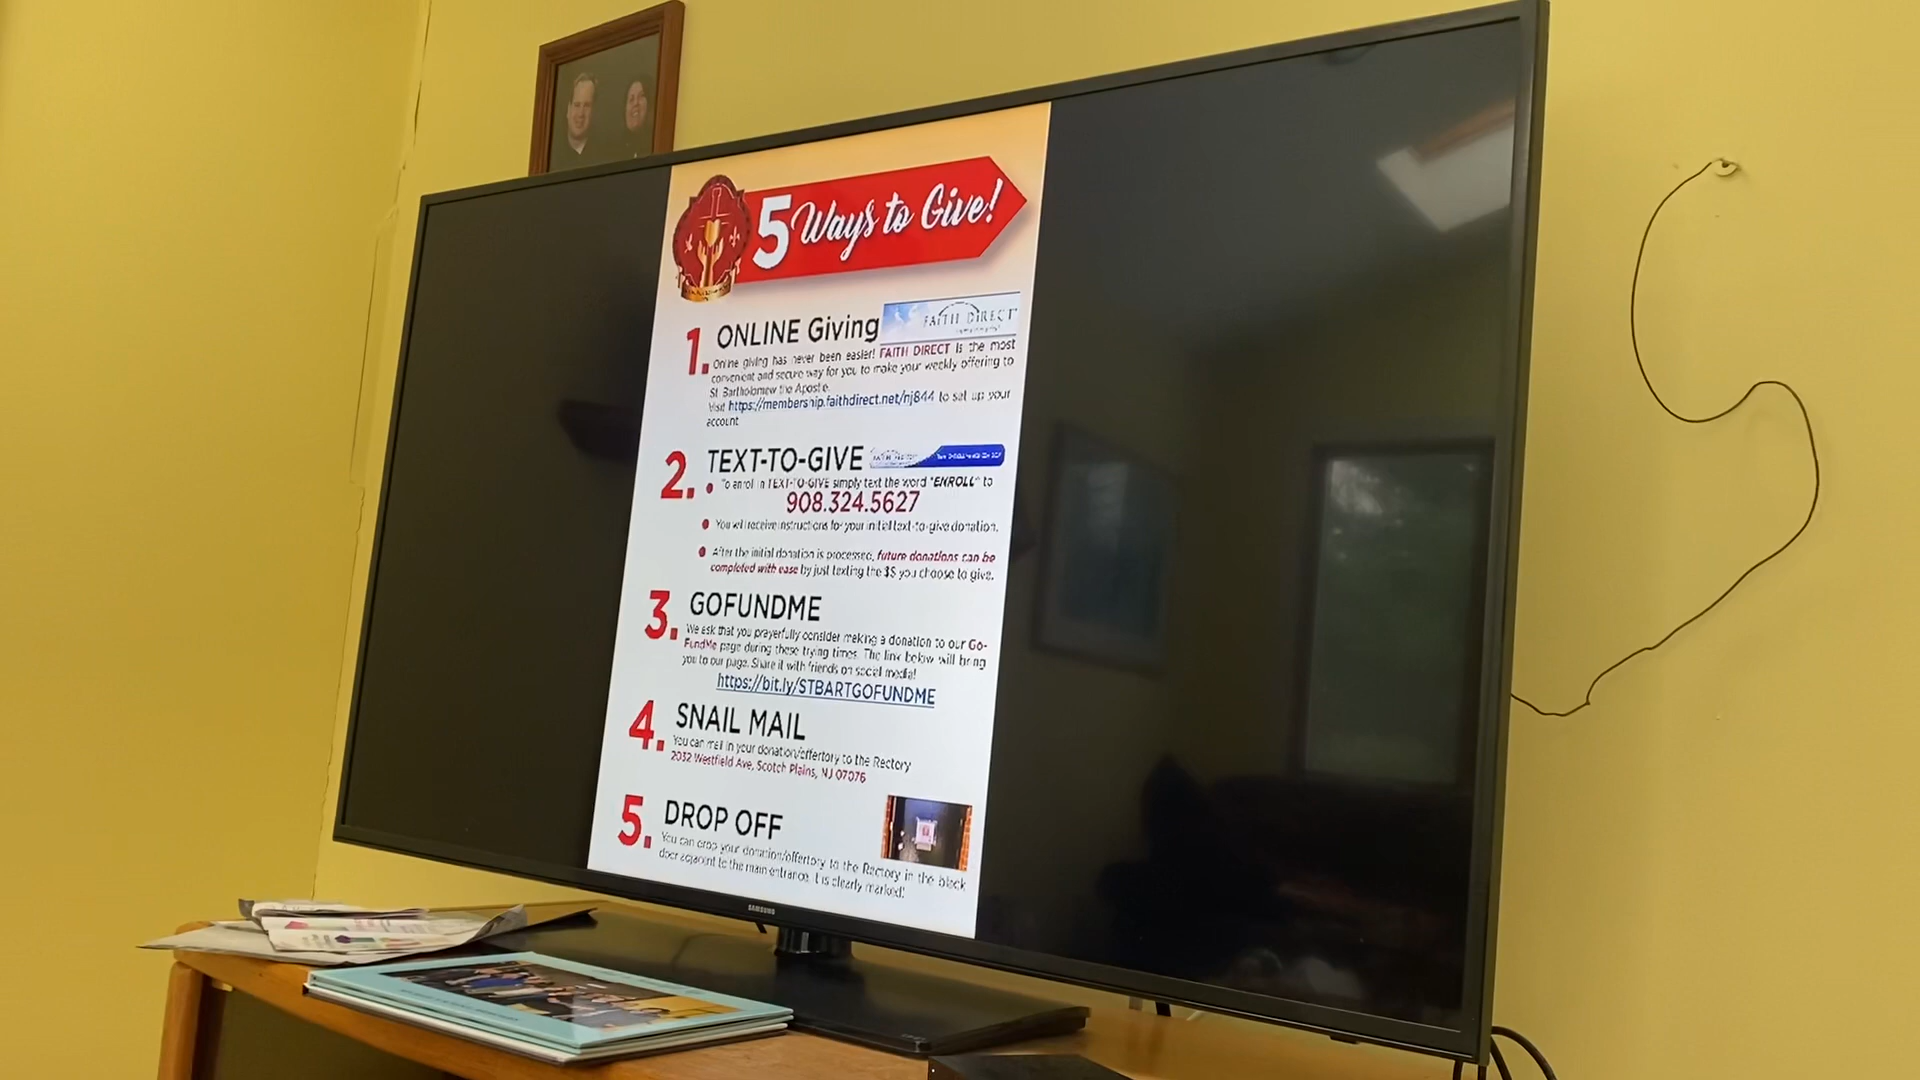 5 Ways to Give!
1. ONLINE Giving
FAITH DIRECT
Online giving has never been easier! FAITH DIRECT is the most
convenient and secure way for you to make your weekly offering to
St. Bartholomew the Apostle.
Visit https://membership.faithdirect.net/nj844 to set up your
account.
2. TEXT-TO-GIVE
To enroll in TEXT-TO-GIVE simply text the word "ENROLL" to
908.324.5627
You will receive instructions for your initial text-to-give donation.
After the initial donation is processed, future donations can be
completed with ease by just texting the $$ you choose to give.
3. GOFUNDME
We ask that you prayerfully consider making a donation to our Go-
FundMe page during these trying times. The link below will bring
you to our page. Share it with friends on social media!
https://bit.ly/STBARTGOFUNDME
4. SNAIL MAIL
You can mail in your donation/offertory to the Rectory
2032 Westfield Ave, Scotch Plains, NJ 07076
5. DROP OFF
You can drop your donation/offertory to the Rectory in the black
door adjacent to the main entrance. It is clearly marked!
SAMSUNG